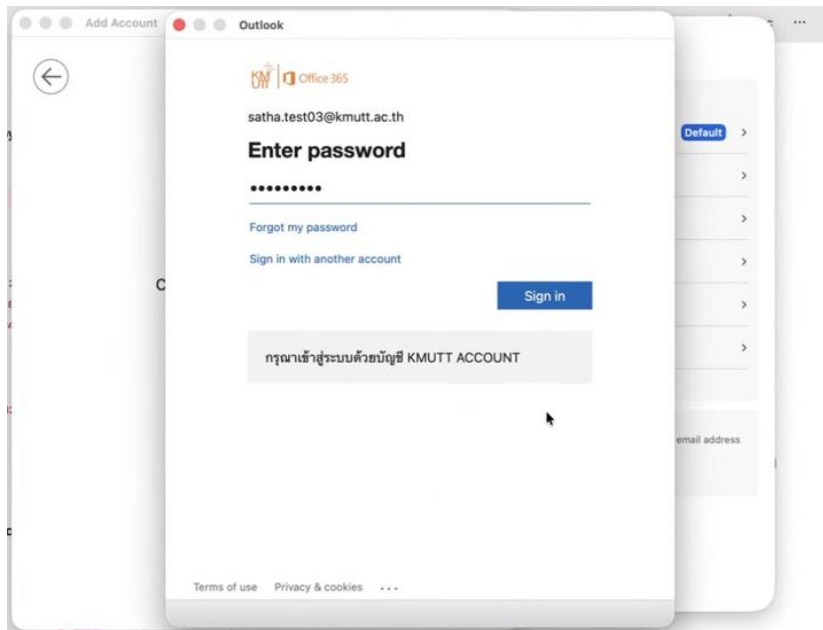 Add Account
Outlook
KMUTT
Office 365
satha.test03@kmutt.ac.th
Enter password
Forgot my password
Sign in with another account
Sign in
กรุณาเข้าสู่ระบบด้วยบัญชี KMUTT ACCOUNT
Terms of use Privacy & cookies ...
Default
email address